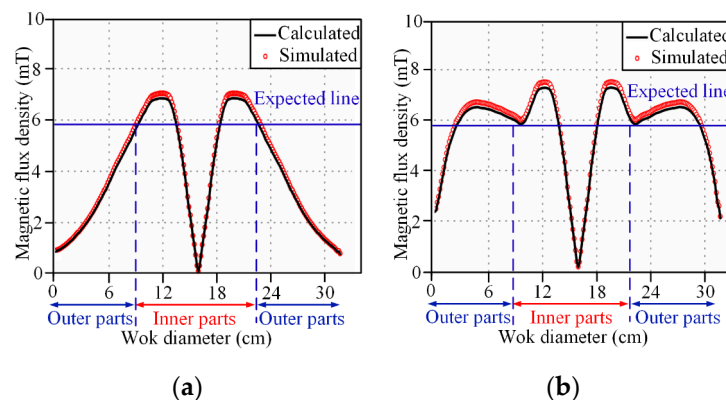 10
8
6
4
2
0
Magnetic flux density (mT)
Calculated
Simulated
Expected line
0 6 12 18 24 30
Outer parts Inner parts Outer parts
Wok diameter (cm)
(a)
10
8
6
4
2
0
Magnetic flux density (mT)
Calculated
Simulated
Expected line
0 6 12 18 24 30
Outer parts Inner parts Outer parts
Wok diameter (cm)
(b)